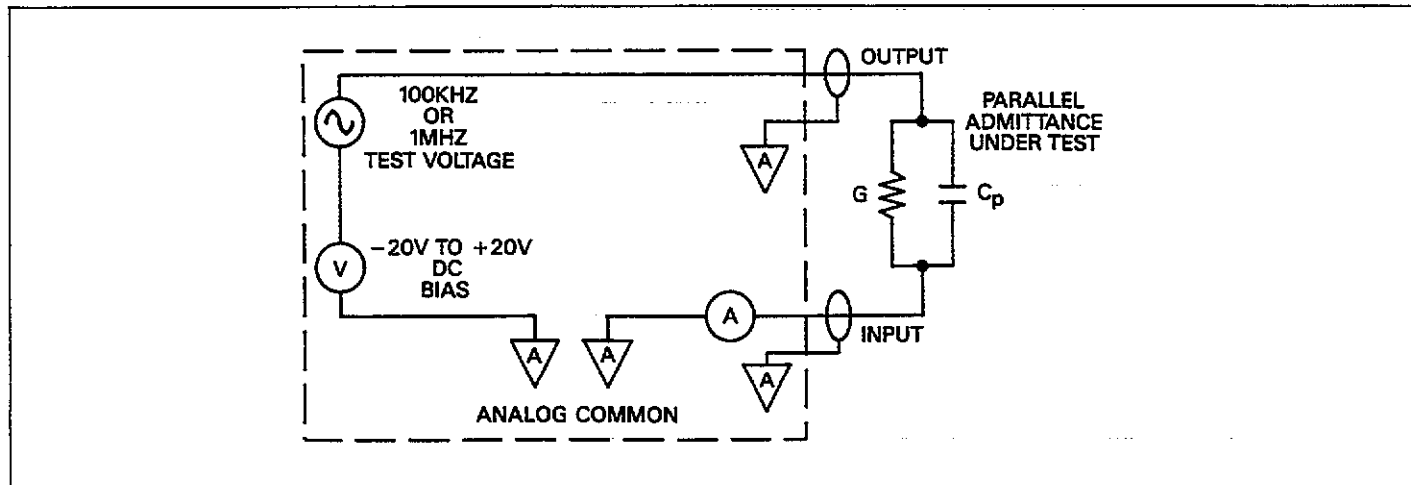 OUTPUT
100KHZ
OR
1MHZ
TEST VOLTAGE
PARALLEL
ADMITTANCE
UNDER TEST
A
G
Cp
V
-20V TO +20V
DC
BIAS
A
INPUT
A
A
A
ANALOG COMMON